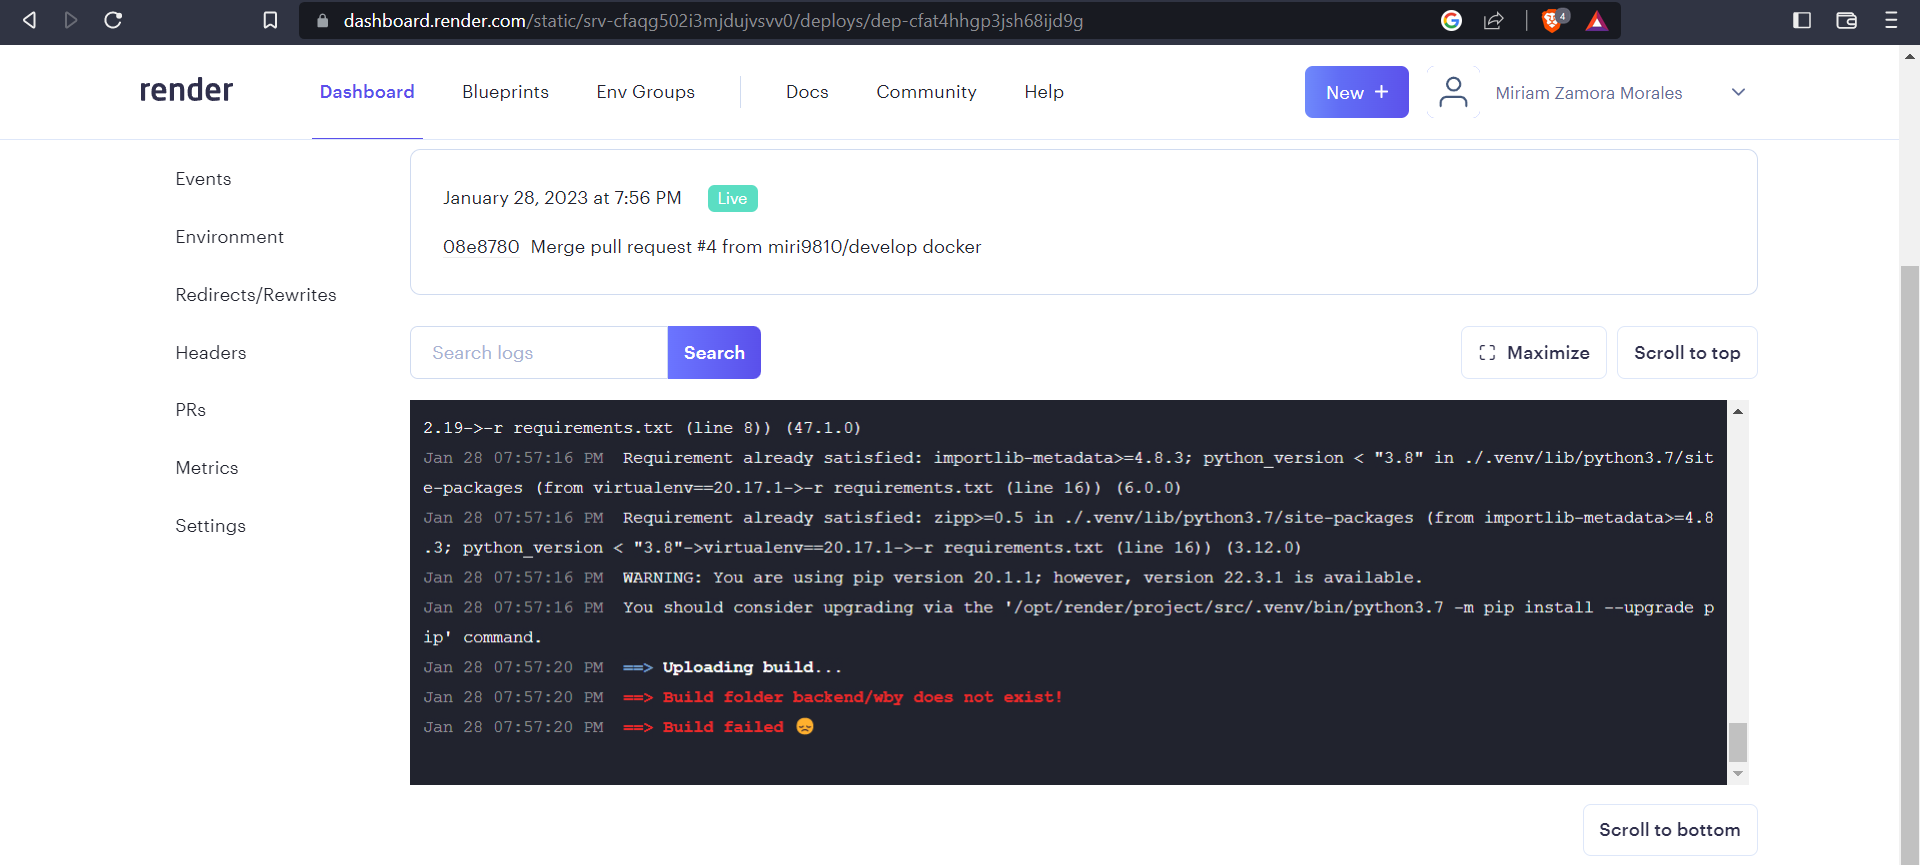 dashboard.render.com/static/srv-cfaqg502i3mjdujvsvv0/deploys/dep-cfat4hhgp3jsh68ijd9g
4
render
Dashboard
Blueprints
Env Groups
Docs
Community
Help
New +
Miriam Zamora Morales
Events
Environment
Redirects/Rewrites
Headers
PRs
Metrics
Settings
January 28, 2023 at 7:56 PM Live
08e8780 Merge pull request #4 from miri9810/develop docker
Search logs
Search
Maximize
Scroll to top
2.19->-r requirements.txt (line 8)) (47.1.0)
Jan 28 07:57:16 PM Requirement already satisfied: importlib-metadata>=4.8.3; python_version < "3.8" in ./.venv/lib/python3.7/sit
e-packages (from virtualenv==20.17.1->-r requirements.txt (line 16)) (6.0.0)
Jan 28 07:57:16 PM Requirement already satisfied: zipp>=0.5 in ./.venv/lib/python3.7/site-packages (from importlib-metadata>=4.8
.3; python_version < "3.8"->virtualenv==20.17.1->-r requirements.txt (line 16)) (3.12.0)
Jan 28 07:57:16 PM WARNING: You are using pip version 20.1.1; however, version 22.3.1 is available.
Jan 28 07:57:16 PM You should consider upgrading via the '/opt/render/project/src/.venv/bin/python3.7 -m pip install --upgrade p
ip' command.
Jan 28 07:57:20 PM ==> Uploading build...
Jan 28 07:57:20 PM ==> Build folder backend/wby does not exist!
Jan 28 07:57:20 PM ==> Build failed 😞
Scroll to bottom